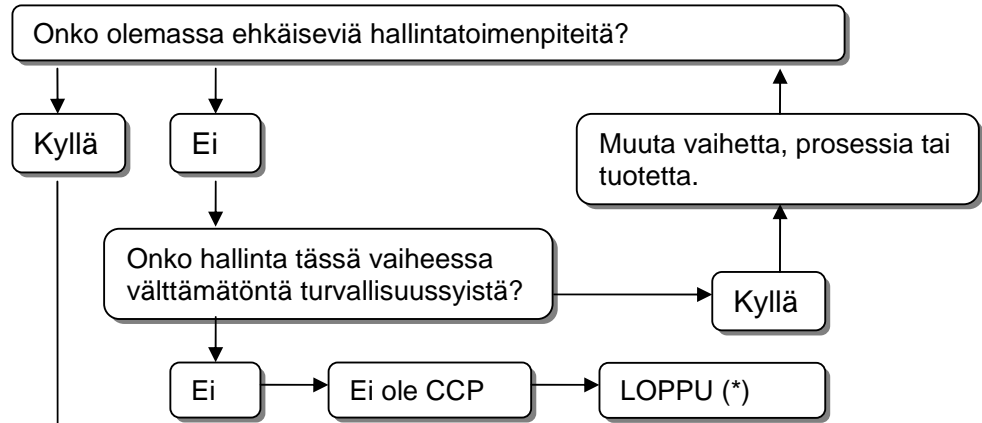 Onko olemassa ehkäiseviä hallintatoimenpiteitä?
Kyllä
Ei
Muuta vaihetta, prosessia tai
tuotetta.
Onko hallinta tässä vaiheessa
välttämätöntä turvallisuussyistä?
Kyllä
Ei
Ei ole CCP
LOPPU (*)